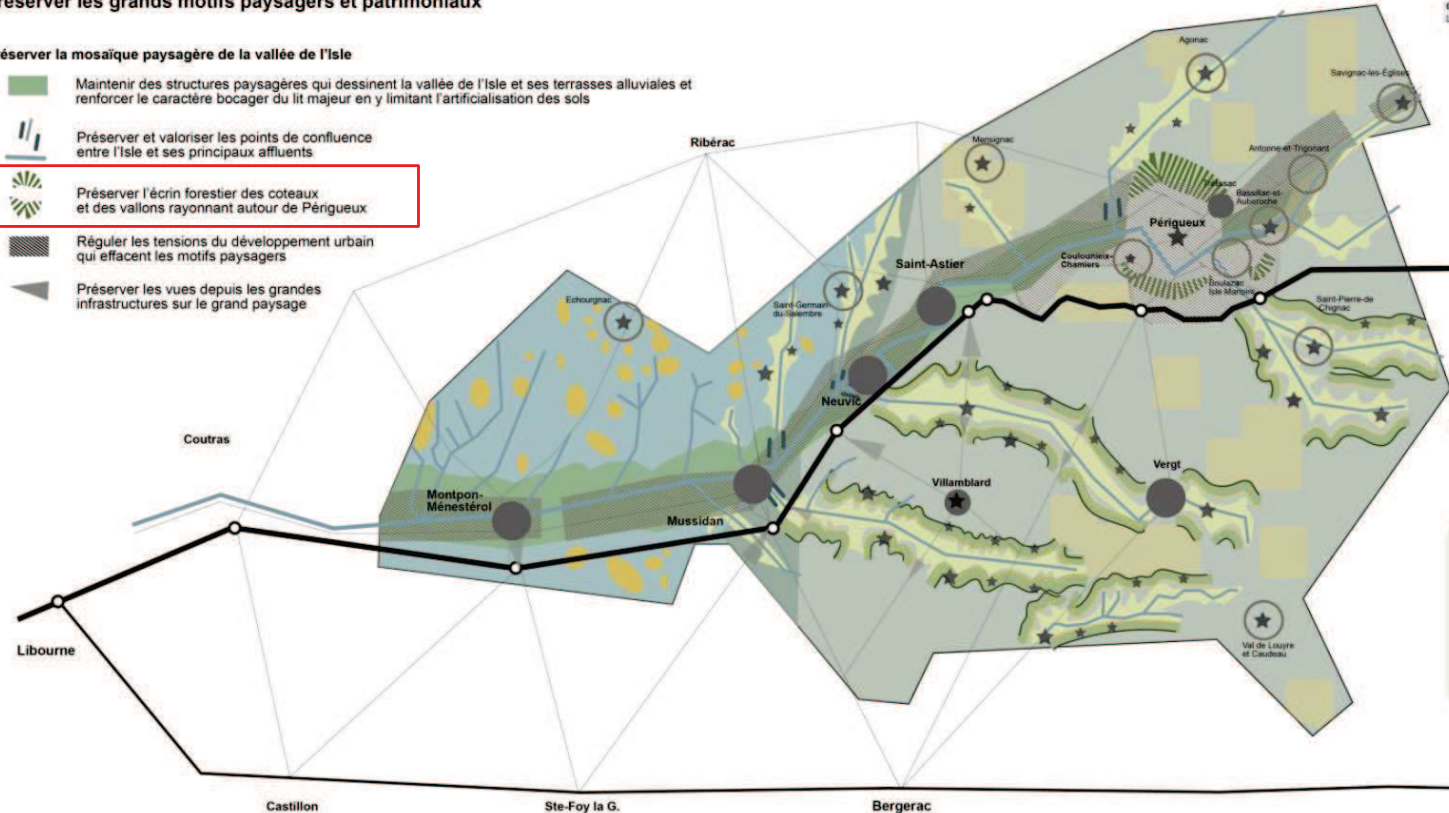 réserver les grands motifs paysagers et patrimoniaux
éserver la mosaïque paysagère de la vallée de l'Isle
Maintenir des structures paysagères qui dessinent la vallée de l'Isle et ses terrasses alluviales et
renforcer le caractère bocager du lit majeur en y limitant l'artificialisation des sols
Préserver et valoriser les points de confluence
entre l'Isle et ses principaux affluents
Préserver l'écrin forestier des coteaux
et des vallons rayonnant autour de Périgueux
Réguler les tensions du développement urbain
qui effacent les motifs paysagers
Préserver les vues depuis les grandes
infrastructures sur le grand paysage
Agonac
Savignac-les-Églises
Ribérac
Mensignac
Antonne-et-Trigonant
Bassillac-et-
Auberoche
Périgueux
Saint-Astier
Coulounieix-
Chamiers
Boulazac
Isle Manoire
Echourgnac
Saint-Germain-
du-Salembre
Saint-Pierre-de
Chignac
Neuvic
Coutras
Montpon-
Ménestérol
Villamblard
Vergt
Mussidan
Libourne
Val de Louyre
et Caudeau
Castillon
Ste-Foy la G.
Bergerac